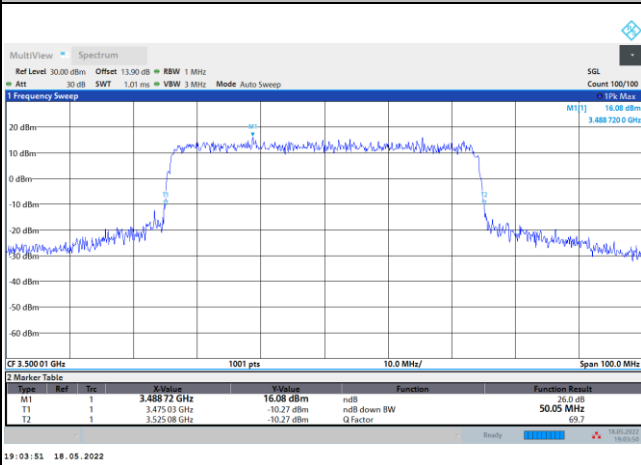 MultiView Spectrum
Ref Level 30.00 dBm Offset 13.90 dB RBW 1 MHz SGL
Att 30 dB SWT 1.01 ms VBW 3 MHz Mode Auto Sweep Count 100/100
1 Frequency Sweep 1Pk Max
M1[1] 16.08 dBm
3.488 720 0 GHz
M1
20 dBm
10 dBm
0 dBm
T1 T2
-10 dBm
-20 dBm
-30 dBm
-40 dBm
-50 dBm
-60 dBm
CF 3.500 01 GHz 1001 pts 10.0 MHz/ Span 100.0 MHz
2 Marker Table
Type Ref Trc X-Value Y-Value Function Function Result
M1 1 3.488 72 GHz 16.08 dBm ndB 26.0 dB
T1 1 3.475 03 GHz -10.27 dBm ndB down BW 50.05 MHz
T2 1 3.525 08 GHz -10.27 dBm Q Factor 69.7
Ready 18.05.2022
19:03:50
19:03:51 18.05.2022